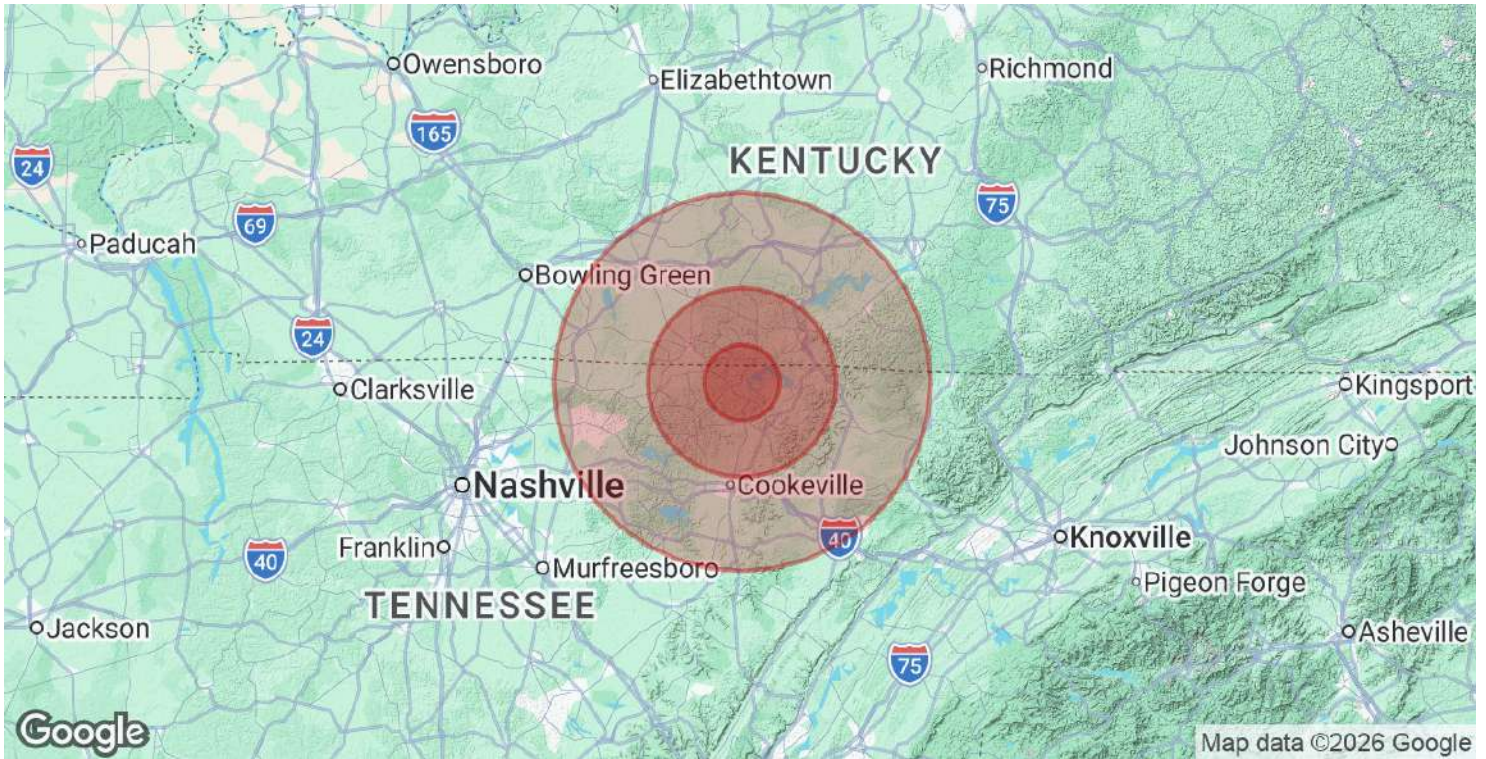 Owensboro
Elizabethtown
Richmond
165
KENTUCKY
24
75
69
Paducah
Bowling Green
24
Clarksville
Kingsport
Johnson City
Nashville
Cookeville
40
Knoxville
Franklin
40
Murfreesboro
Pigeon Forge
TENNESSEE
Jackson
Asheville
75
Google
Map data ©2026 Google